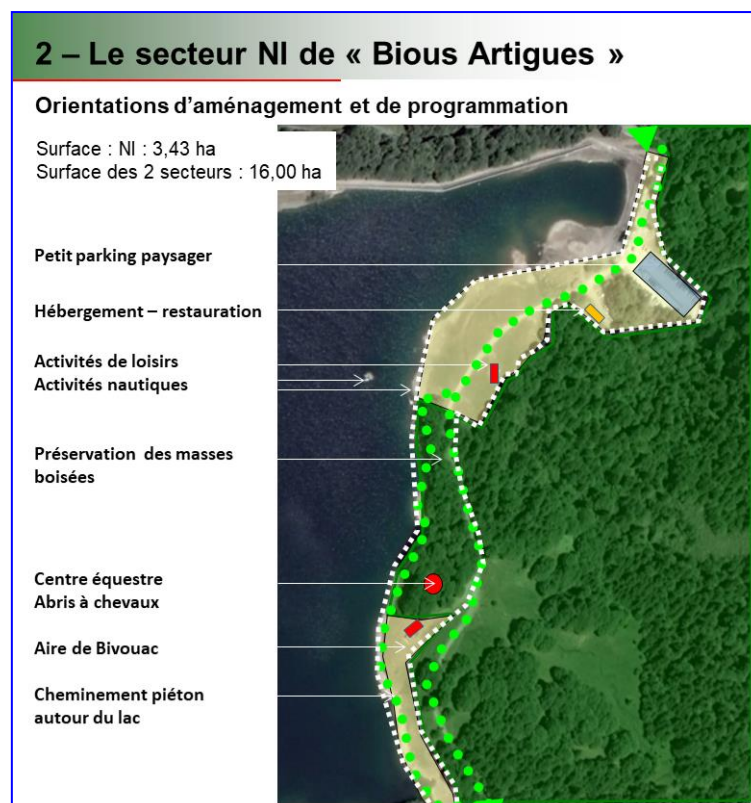 2 – Le secteur Nl de « Bious Artigues »
Orientations d’aménagement et de programmation
Surface : Nl : 3,43 ha
Surface des 2 secteurs : 16,00 ha
Petit parking paysager
Hébergement – restauration
Activités de loisirs
Activités nautiques
Préservation des masses
boisées
Centre équestre
Abris à chevaux
Aire de Bivouac
Cheminement piéton
autour du lac